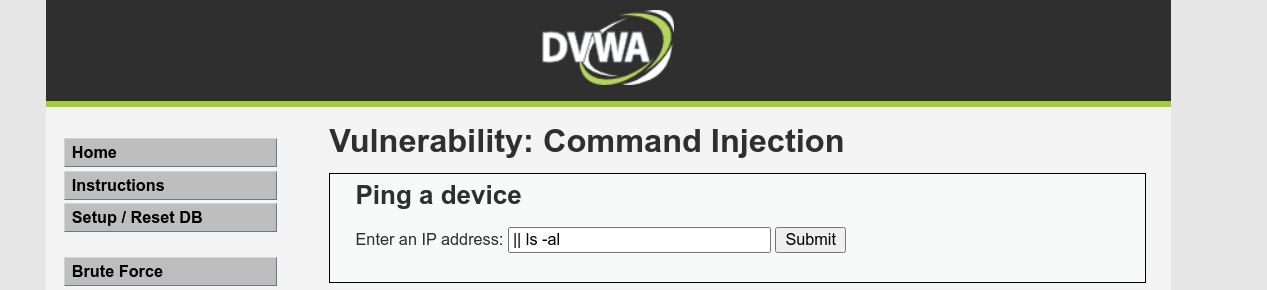 DVWA
Home
Instructions
Setup / Reset DB
Brute Force
Vulnerability: Command Injection
Ping a device
Enter an IP address: || ls -al Submit